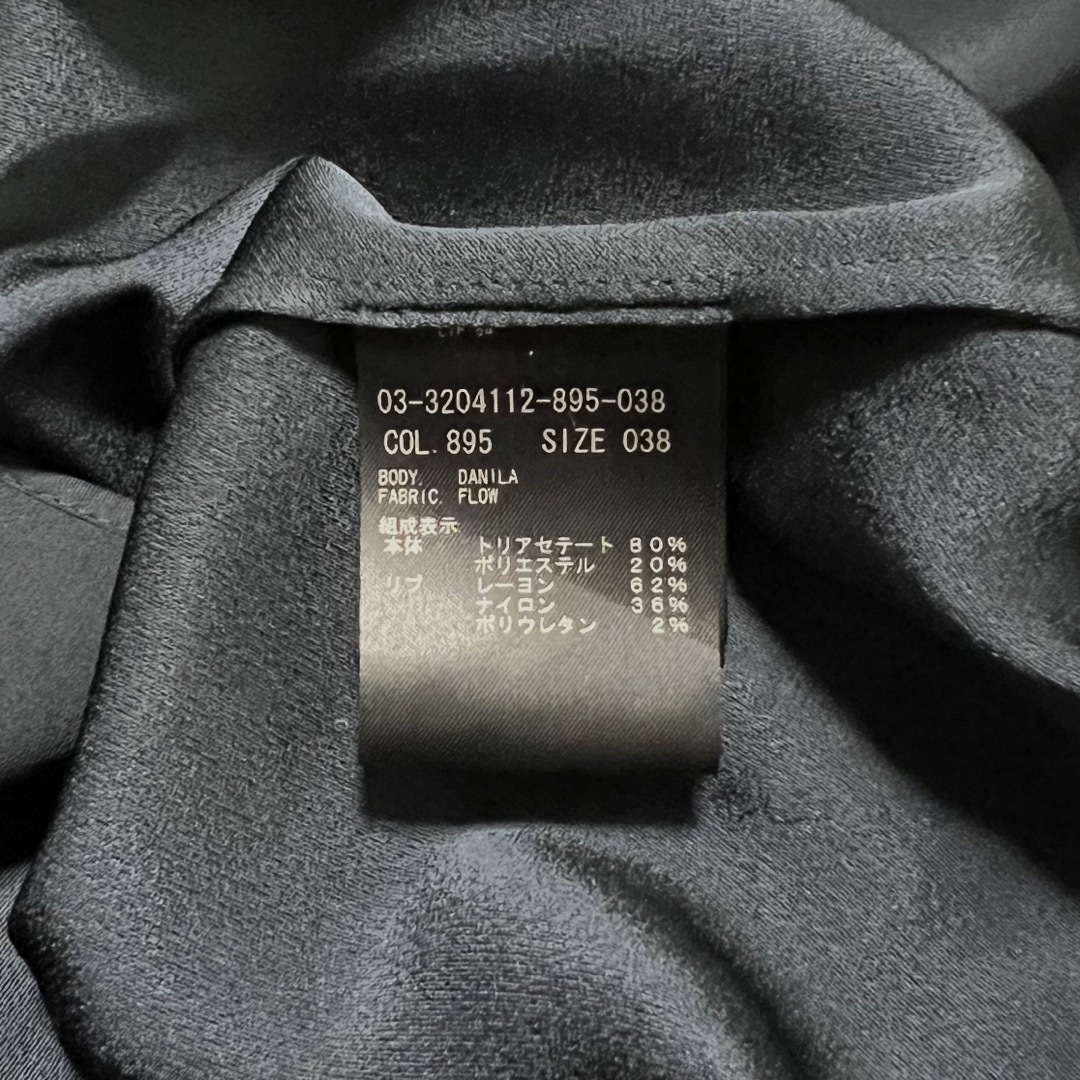 03-3204112-895-038
COL. 895 SIZE 038
BODY. DANILA
FABRIC. FLOW
組成表示
本体 トリアセテート 80%
ポリエステル 20%
リブ レーヨン 62%
ナイロン 36%
ポリウレタン 2%